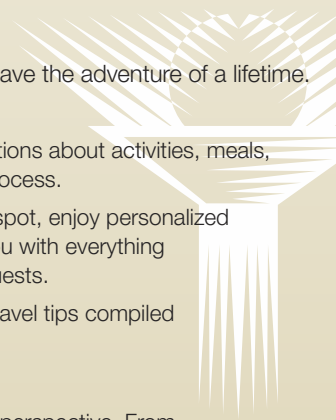 ave the adventure of a lifetime.
tions about activities, meals,
ocess.
spot, enjoy personalized
u with everything
uests.
avel tips compiled
perspective. From